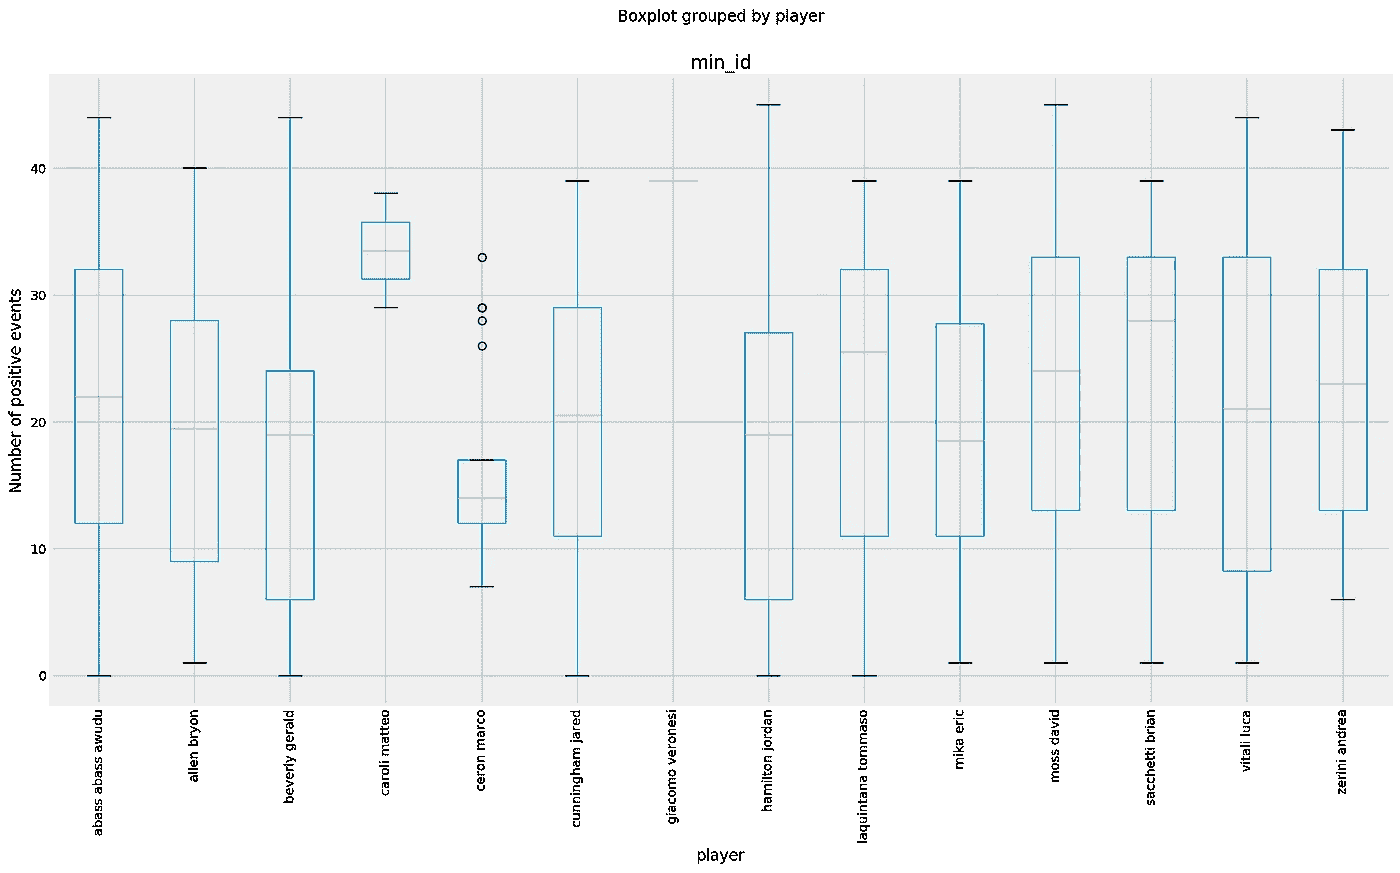 Boxplot grouped by player
min_id
Number of positive events
40
30
20
10
0
abass abass awudu
allen bryon
beverly gerald
caroli matteo
ceron marco
cunningham jared
giacomo veronesi
hamilton jordan
laquintana tommaso
mika eric
moss david
sacchetti brian
vitali luca
zerini andrea
player